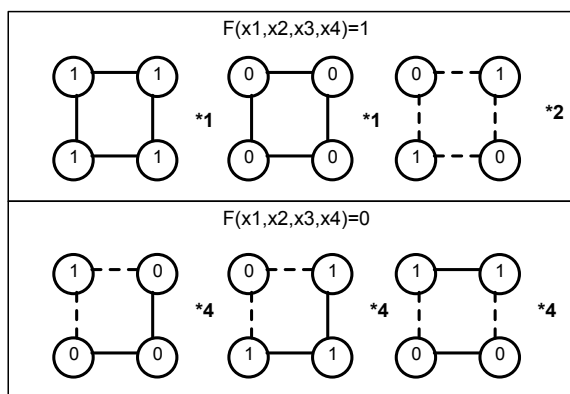 F(x1,x2,x3,x4)=1
1 1 0 0 0 1
*1 *1 *2
1 1 0 0 1 0
F(x1,x2,x3,x4)=0
1 0 0 1 1 1
*4 *4 *4
0 0 1 1 0 0